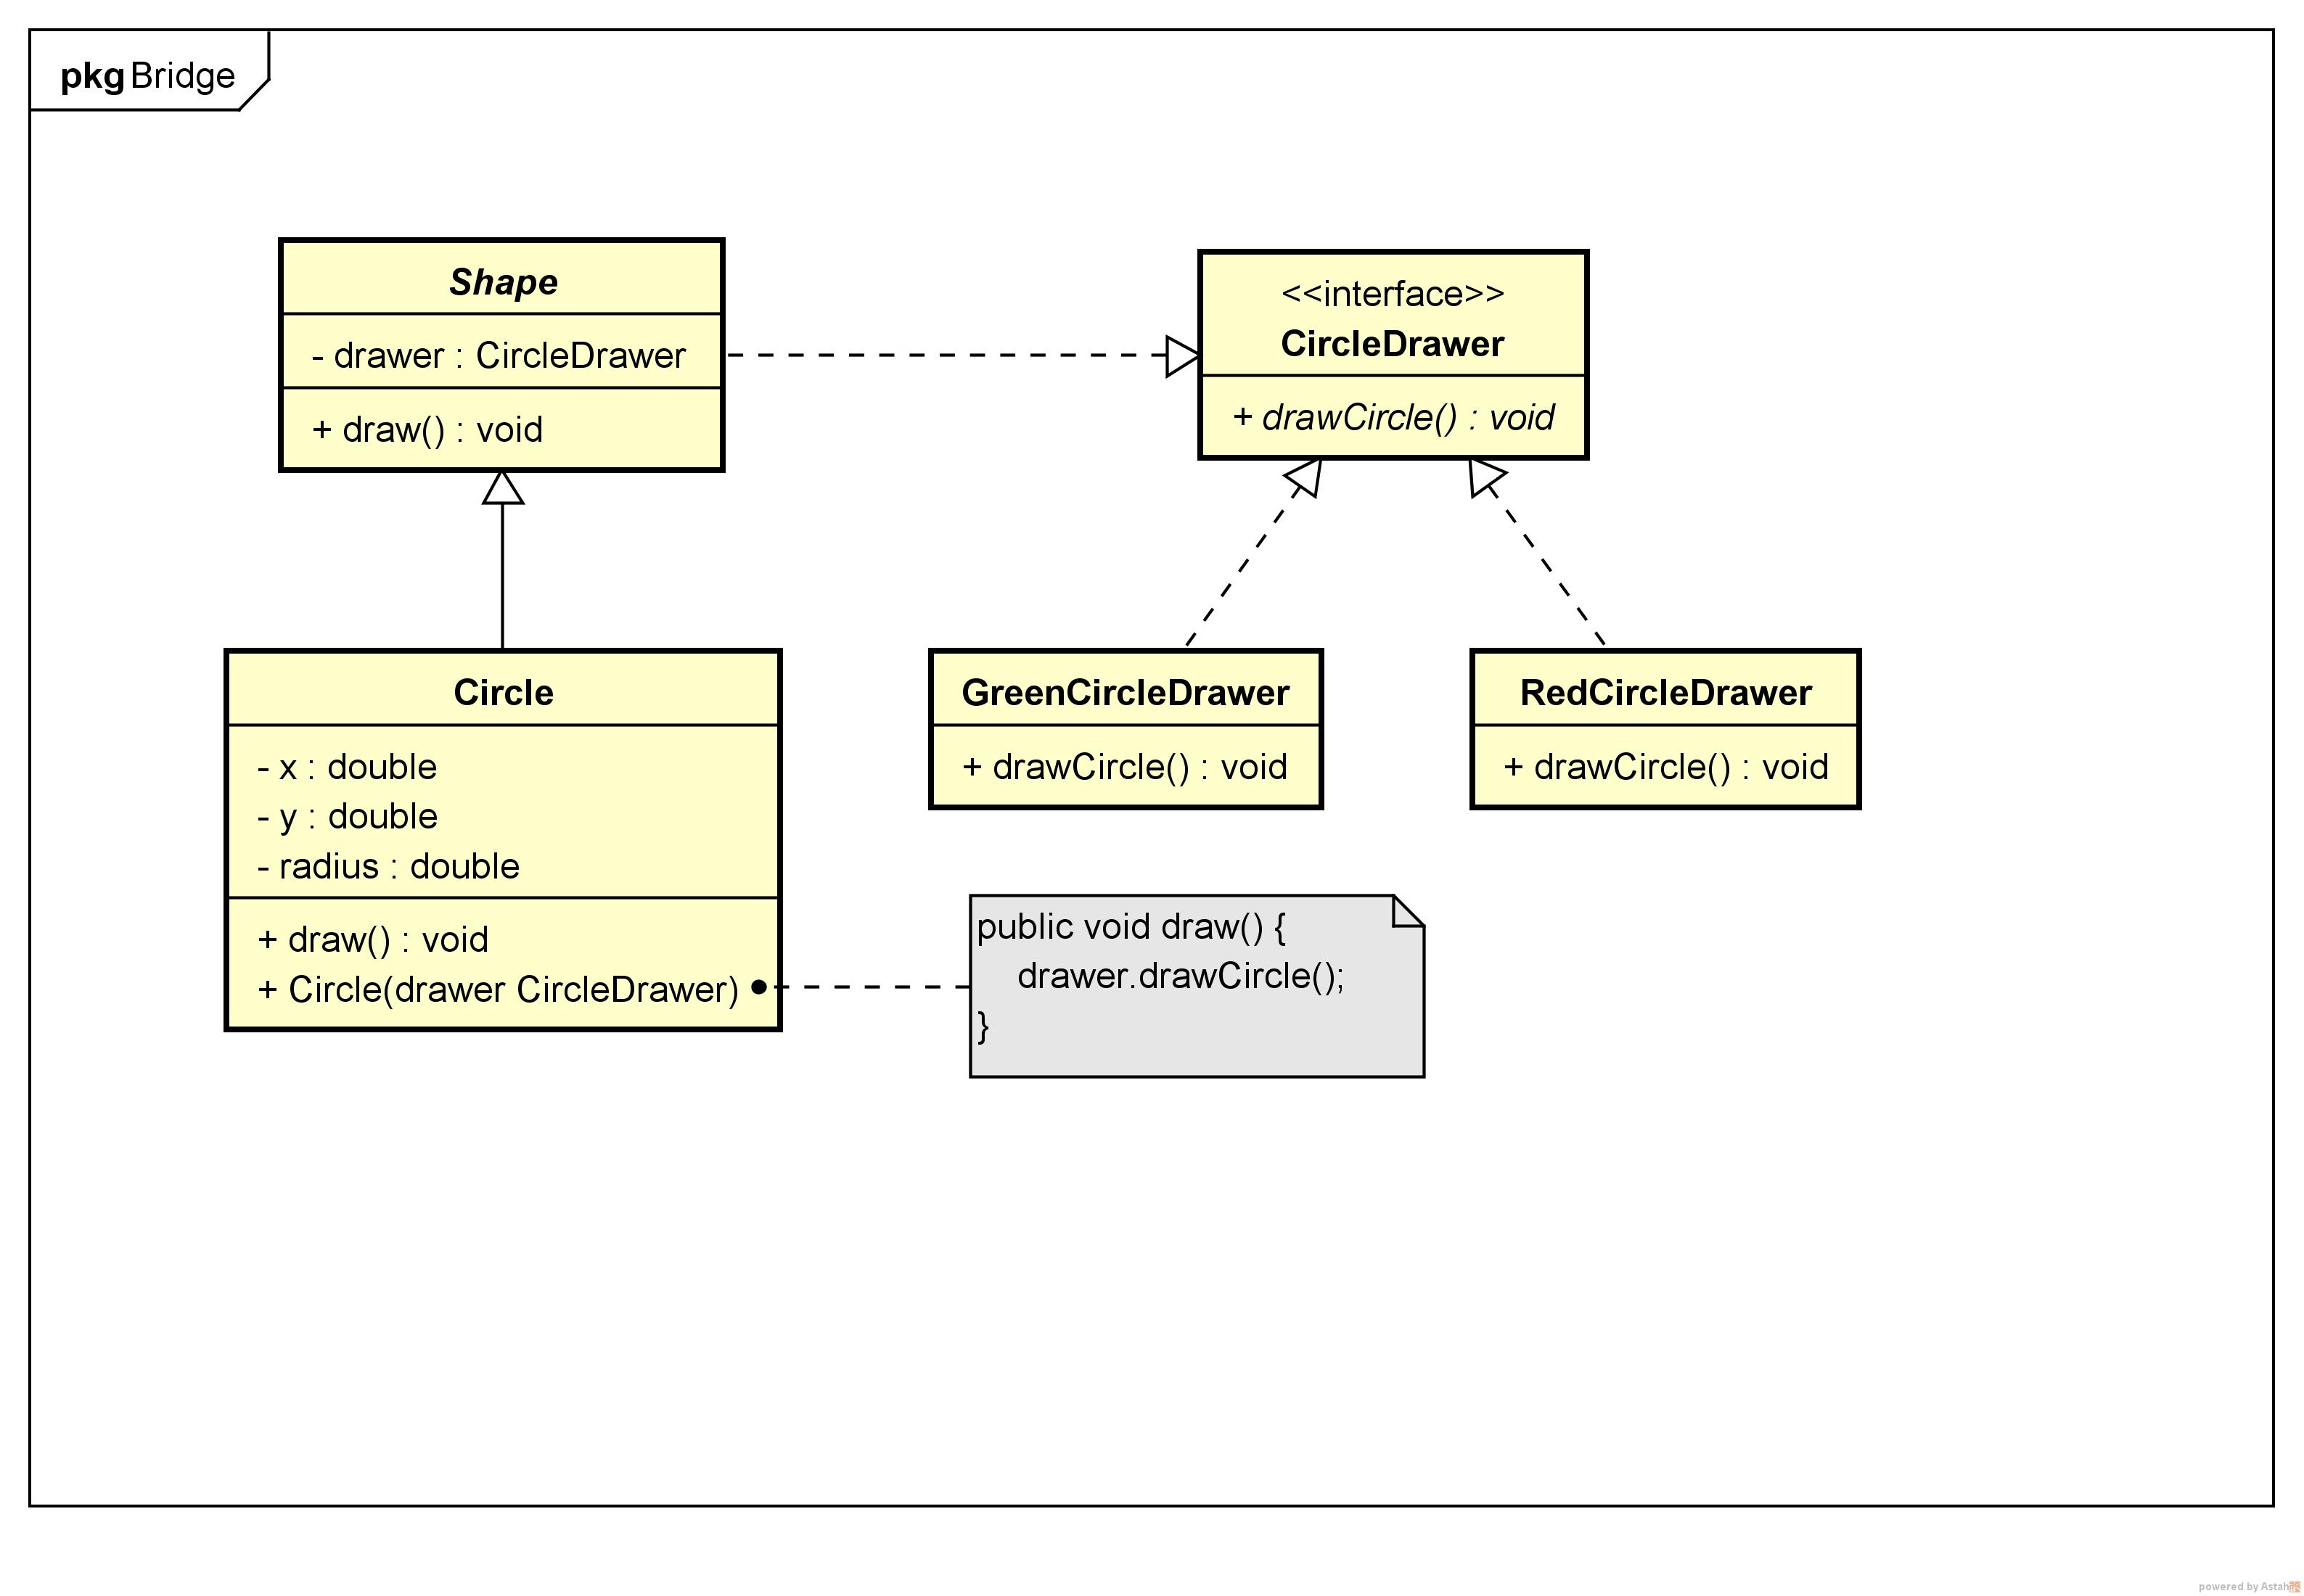 pkg Bridge
Shape
- drawer : CircleDrawer
+ draw() : void
<<interface>>
CircleDrawer
+ drawCircle() : void
Circle
- x : double
- y : double
- radius : double
+ draw() : void
+ Circle(drawer CircleDrawer)
GreenCircleDrawer
+ drawCircle() : void
RedCircleDrawer
+ drawCircle() : void
public void draw() {
drawer.drawCircle();
}
powered by Astah